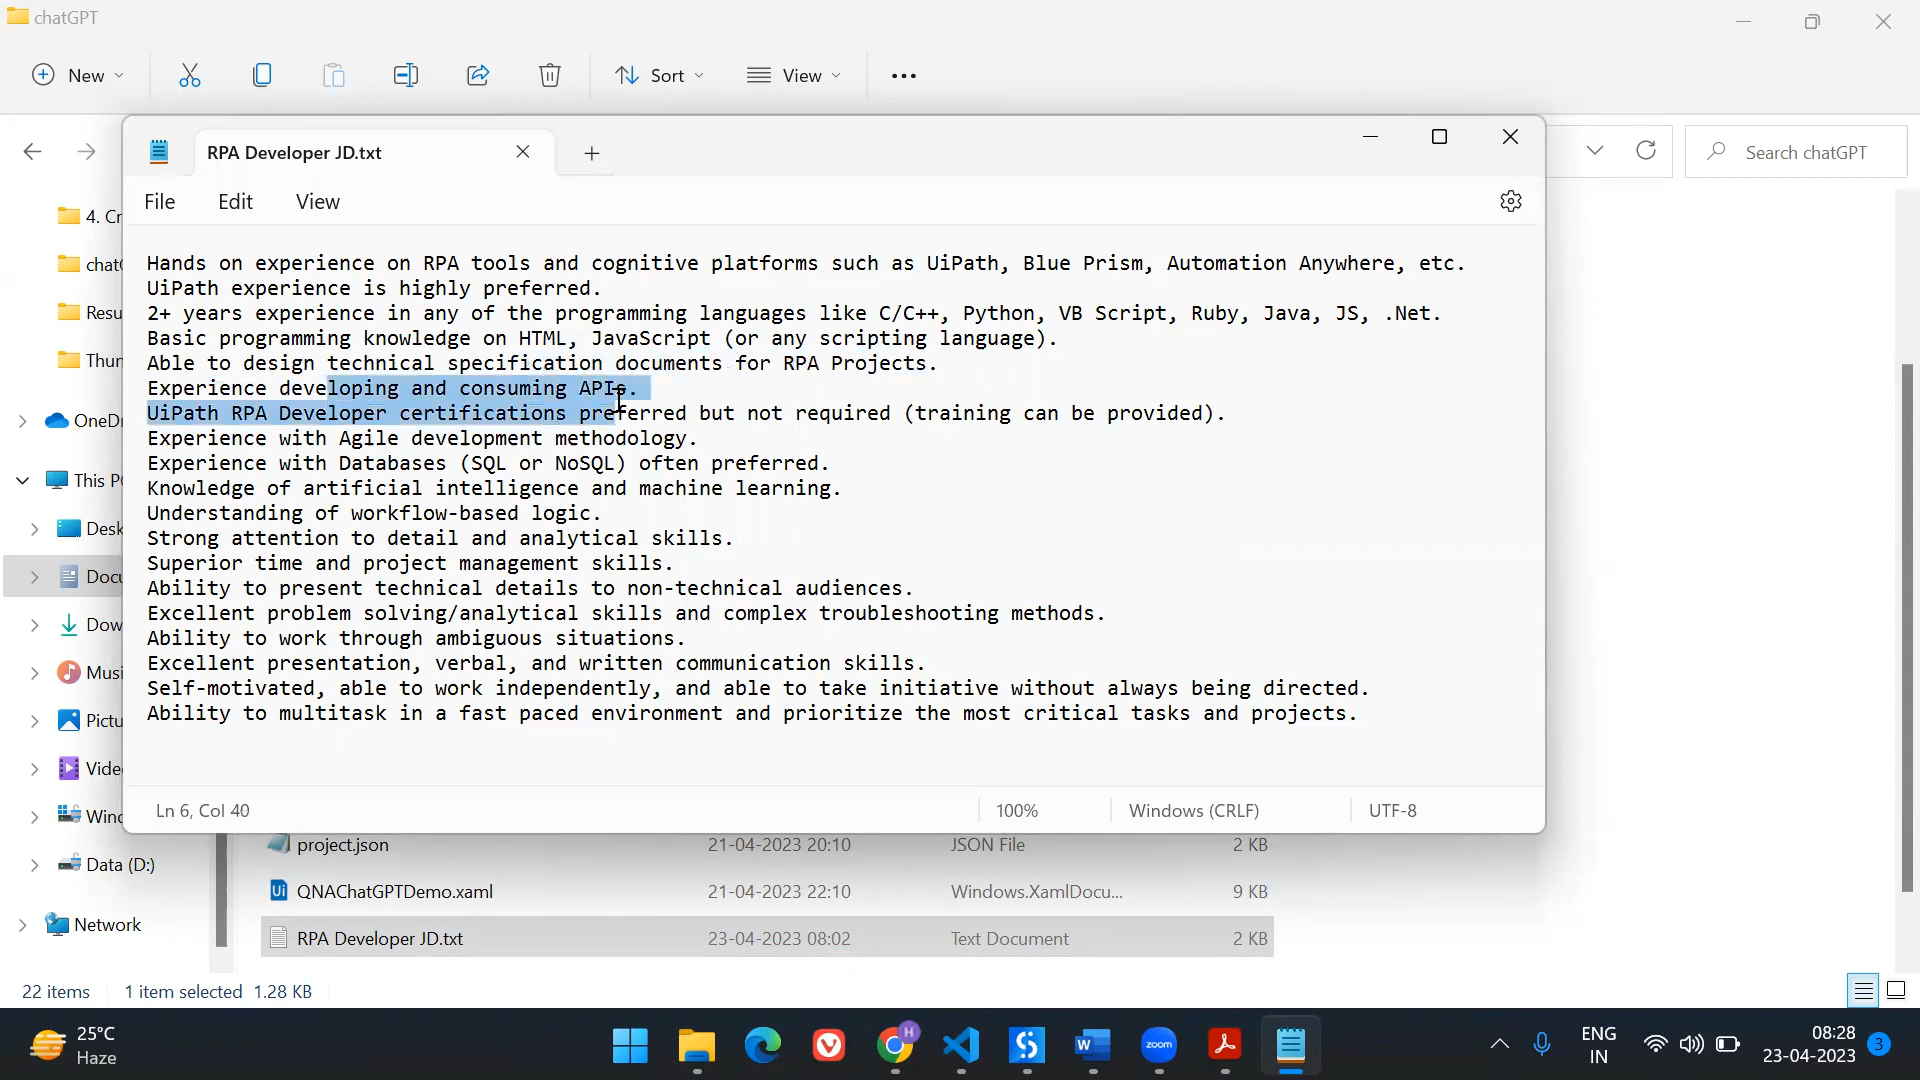 chatGPT
New
Sort
View
RPA Developer JD.txt
Search chatGPT
File Edit View
4. Cr
Hands on experience on RPA tools and cognitive platforms such as UiPath, Blue Prism, Automation Anywhere, etc.
UiPath experience is highly preferred.
2+ years experience in any of the programming languages like C/C++, Python, VB Script, Ruby, Java, JS, .Net.
Basic programming knowledge on HTML, JavaScript (or any scripting language).
Able to design technical specification documents for RPA Projects.
Experience developing and consuming APIs.
UiPath RPA Developer certifications preferred but not required (training can be provided).
Experience with Agile development methodology.
Experience with Databases (SQL or NoSQL) often preferred.
Knowledge of artificial intelligence and machine learning.
Understanding of workflow-based logic.
Strong attention to detail and analytical skills.
Superior time and project management skills.
Ability to present technical details to non-technical audiences.
Excellent problem solving/analytical skills and complex troubleshooting methods.
Ability to work through ambiguous situations.
Excellent presentation, verbal, and written communication skills.
Self-motivated, able to work independently, and able to take initiative without always being directed.
Ability to multitask in a fast paced environment and prioritize the most critical tasks and projects.
Ln 6, Col 40 100% Windows (CRLF) UTF-8
chat
Resu
Thun
OneD
This P
Desk
Docu
Dow
Musi
Pictu
Vide
Wind
Data (D:)
Network
project.json 21-04-2023 20:10 JSON File 2 KB
QNAChatGPTDemo.xaml 21-04-2023 22:10 Windows.XamlDocu... 9 KB
RPA Developer JD.txt 23-04-2023 08:02 Text Document 2 KB
22 items 1 item selected 1.28 KB
25°C
Haze
H
zoom
ENG
IN
08:28
23-04-2023
3